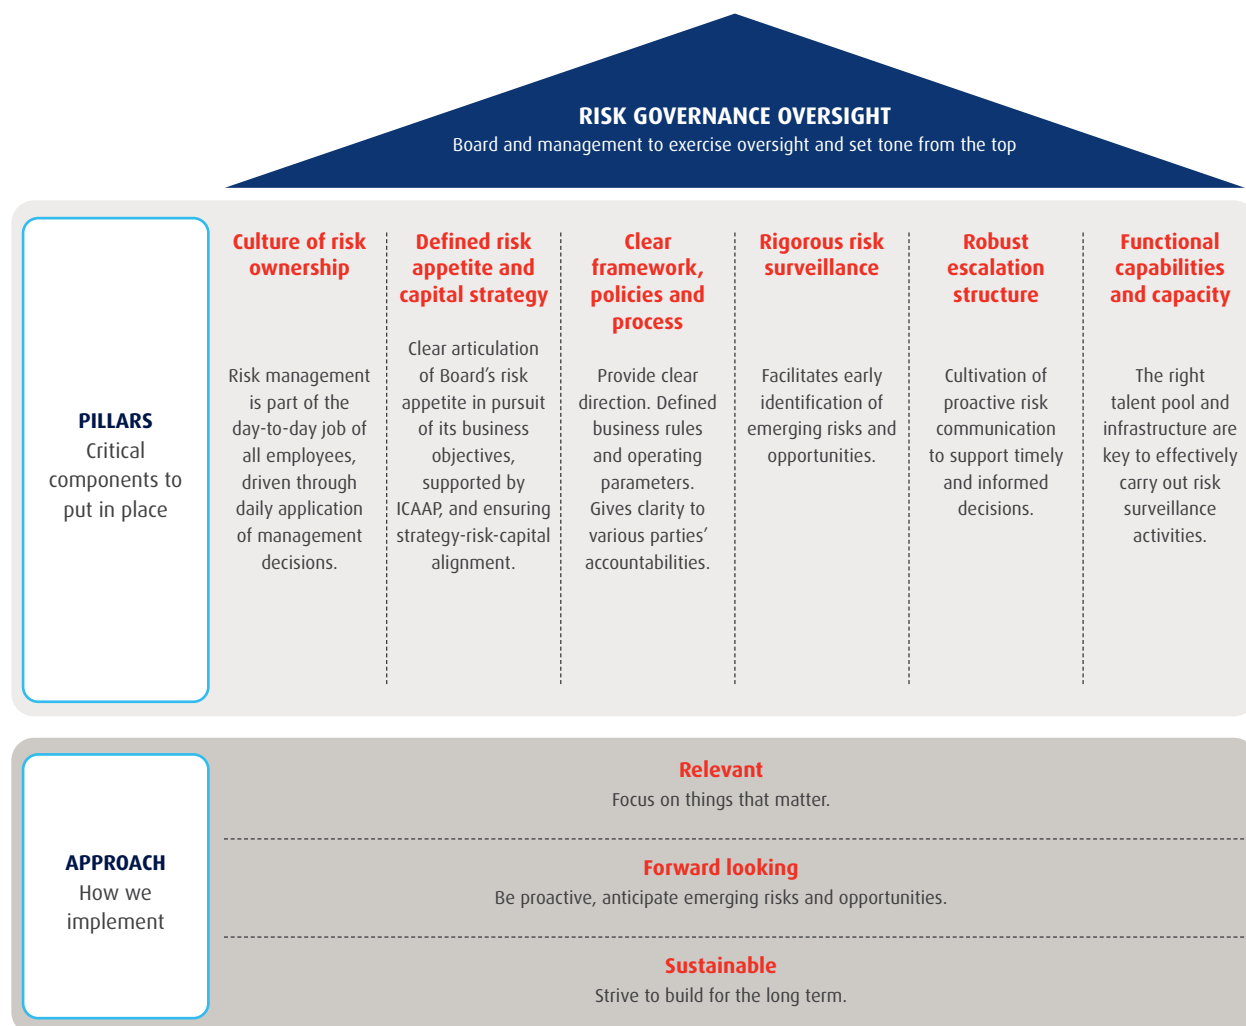 RISK GOVERNANCE OVERSIGHT
Board and management to exercise oversight and set tone from the top
PILLARS
Critical
components to
put in place
Culture of risk
ownership
Risk management
is part of the
day-to-day job of
all employees,
driven through
daily application
of management
decisions.
Defined risk
appetite and
capital strategy
Clear articulation
of Board’s risk
appetite in pursuit
of its business
objectives,
supported by
ICAAP, and ensuring
strategy-risk-capital
alignment.
Clear
framework,
policies and
process
Provide clear
direction. Defined
business rules
and operating
parameters.
Gives clarity to
various parties’
accountabilities.
Rigorous risk
surveillance
Facilitates early
identification of
emerging risks and
opportunities.
Robust
escalation
structure
Cultivation of
proactive risk
communication
to support timely
and informed
decisions.
Functional
capabilities
and capacity
The right
talent pool and
infrastructure are
key to effectively
carry out risk
surveillance
activities.
APPROACH
How we
implement
Relevant
Focus on things that matter.
Forward looking
Be proactive, anticipate emerging risks and opportunities.
Sustainable
Strive to build for the long term.